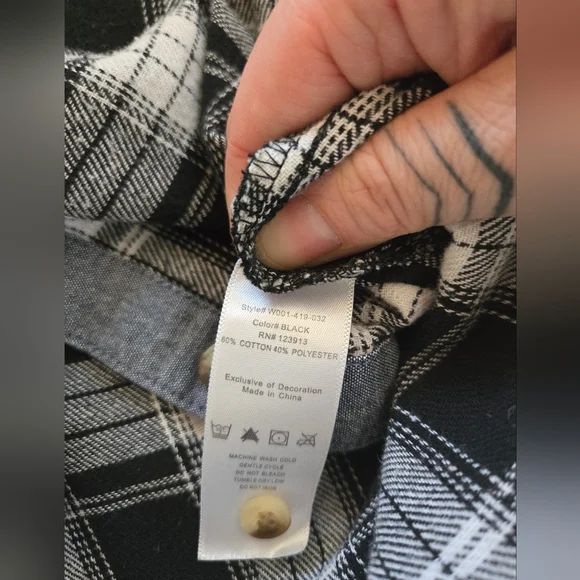 Style# W001-419-032
Color# BLACK
RN# 123913
60% COTTON 40% POLYESTER
Exclusive of Decoration
Made in China
MACHINE WASH COLD
GENTLE CYCLE
DO NOT BLEACH
TUMBLE DRY LOW
DO NOT IRON